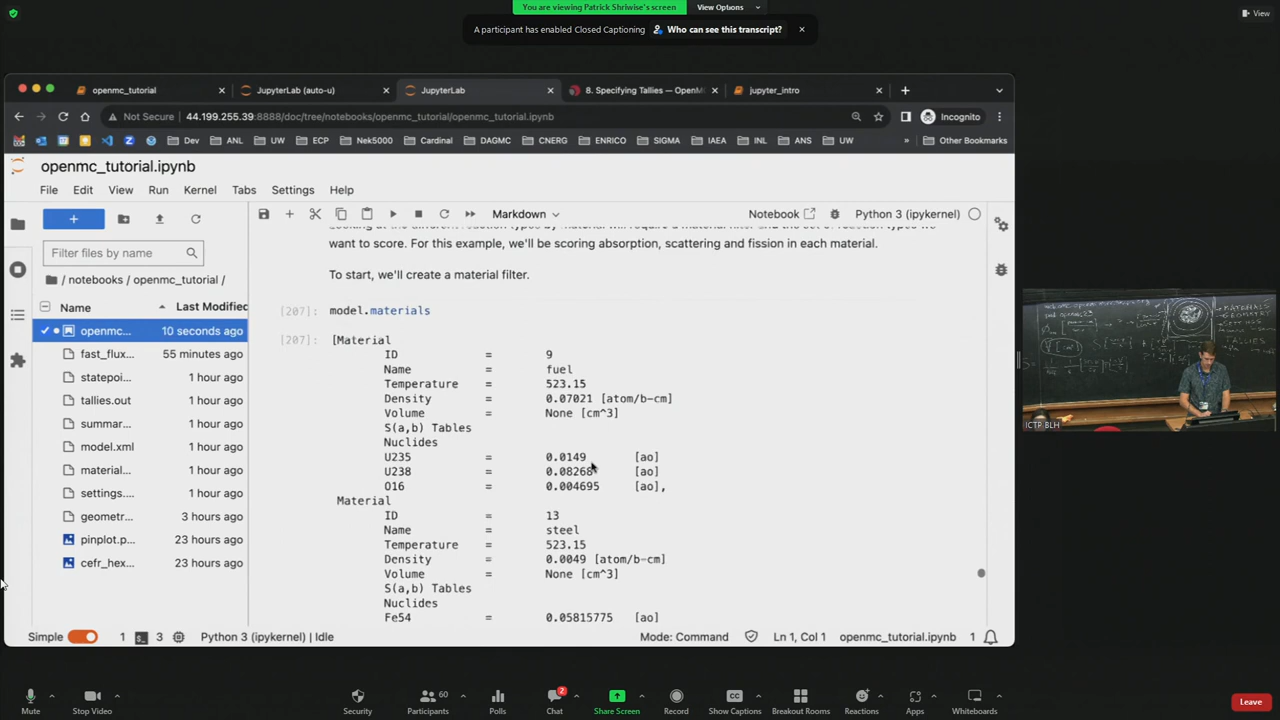 You are viewing Patrick Shriwise's screen
View Options
View
A participant has enabled Closed Captioning
Who can see this transcript?
openmc_tutorial
JupyterLab (auto-u)
JupyterLab
8. Specifying Tallies — OpenM
jupyter_intro
Not Secure
44.199.255.39:8888/doc/tree/notebooks/openmc_tutorial/openmc_tutorial.ipynb
Incognito
Dev
ANL
UW
ECP
Nek5000
Cardinal
DAGMC
CNERG
ENRICO
SIGMA
IAEA
INL
ANS
UW
»
Other Bookmarks
openmc_tutorial.ipynb
File Edit View Run Kernel Tabs Settings Help
Markdown
Notebook
Python 3 (ipykernel)
Filter files by name
/ notebooks / openmc_tutorial /
Name
Last Modified
openmc... 10 seconds ago
fast_flux... 55 minutes ago
statepoi... 1 hour ago
tallies.out 1 hour ago
summar... 1 hour ago
model.xml 1 hour ago
material... 1 hour ago
settings.... 1 hour ago
geometr... 3 hours ago
pinplot.p... 23 hours ago
cefr_hex... 23 hours ago
want to score. For this example, we'll be scoring absorption, scattering and fission in each material.
To start, we'll create a material filter.
[207]: model.materials
[207]: [Material
ID = 9
Name = fuel
Temperature = 523.15
Density = 0.07021 [atom/b-cm]
Volume = None [cm^3]
S(a,b) Tables
Nuclides
U235 = 0.0149 [ao]
U238 = 0.08268 [ao]
O16 = 0.004695 [ao],
Material
ID = 13
Name = steel
Temperature = 523.15
Density = 0.0049 [atom/b-cm]
Volume = None [cm^3]
S(a,b) Tables
Nuclides
Fe54 = 0.05815775 [ao]
Simple 1 3 Python 3 (ipykernel) | Idle
Mode: Command
Ln 1, Col 1
openmc_tutorial.ipynb
1
MATERIALS
GEOMETRY
TALLIES
ICTP BLH
Mute
Stop Video
Security
60
Participants
Polls
2
Chat
Share Screen
Record
CC
Show Captions
Breakout Rooms
Reactions
Apps
Whiteboards
Leave